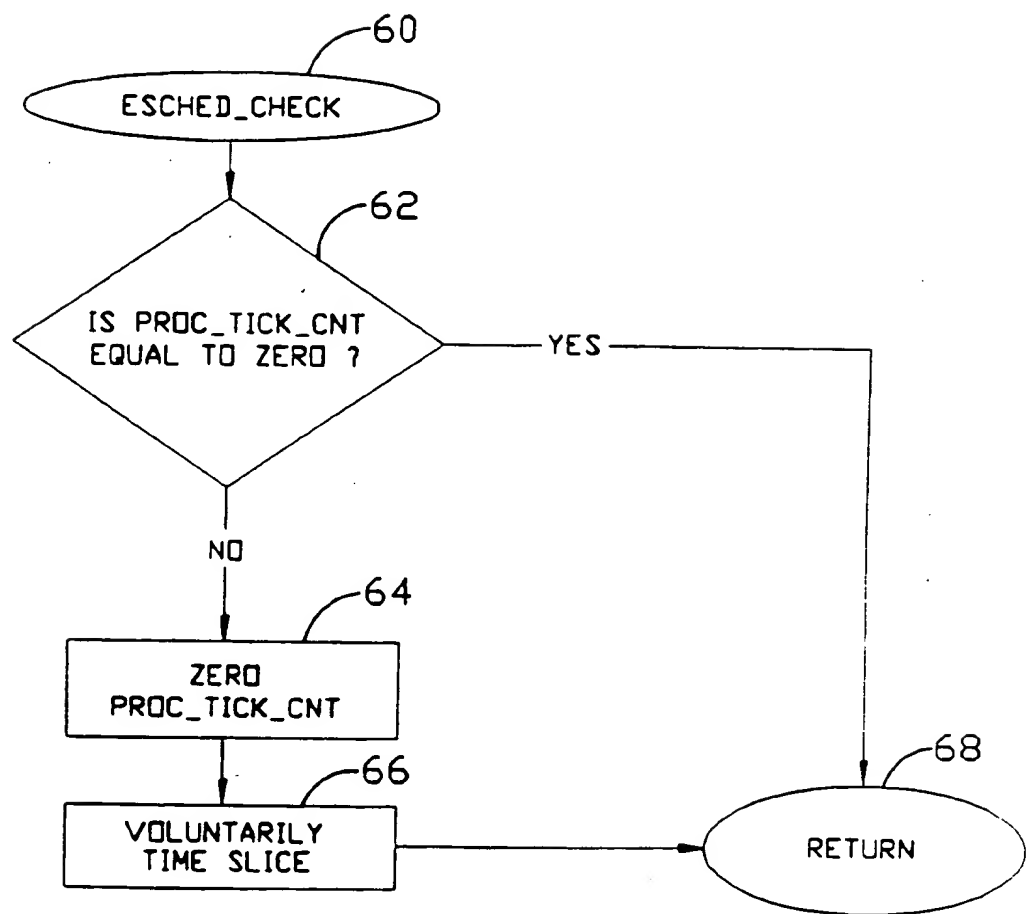 60
ESCHED_CHECK
62
IS PROC_TICK_CNT
EQUAL TO ZERO ?
YES
NO
64
ZERO
PROC_TICK_CNT
66
VOLUNTARILY
TIME SLICE
68
RETURN